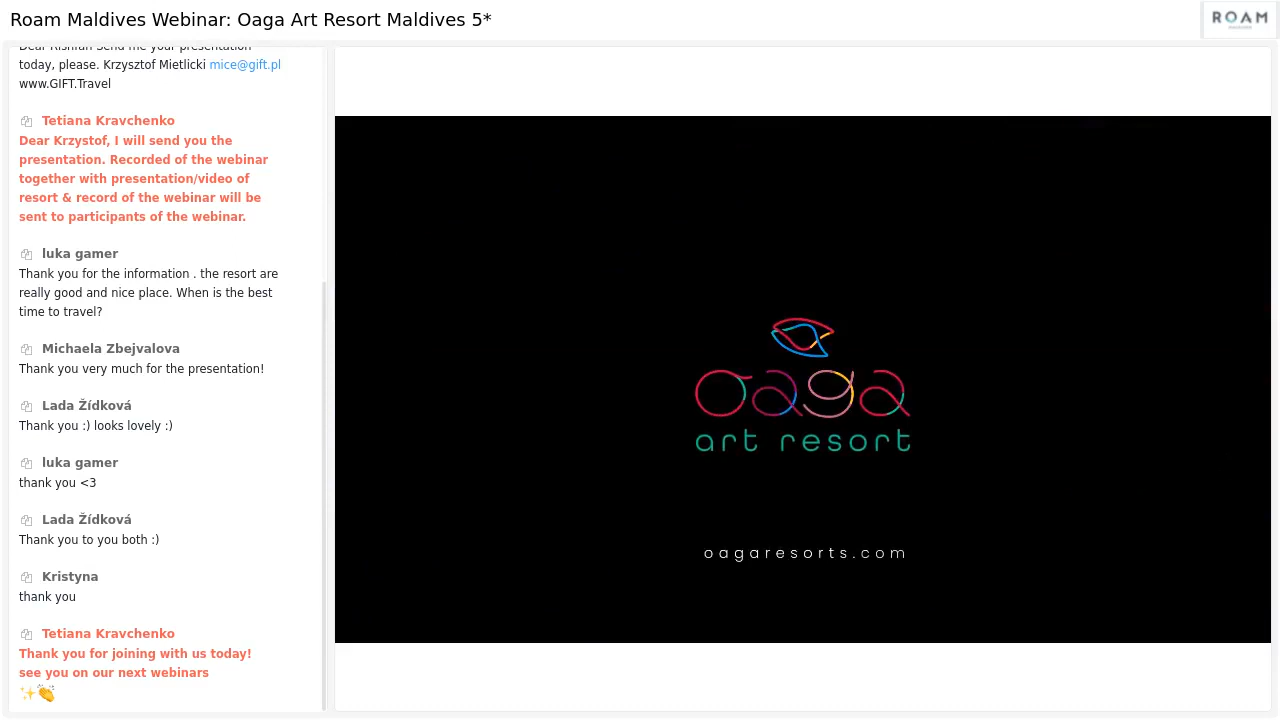 Roam Maldives Webinar: Oaga Art Resort Maldives 5*
ROAM
Dear Rishfan Send me your presentation
today, please. Krzysztof Mietlicki mice@gift.pl
www.GIFT.Travel
Tetiana Kravchenko
Dear Krzystof, I will send you the
presentation. Recorded of the webinar
together with presentation/video of
resort & record of the webinar will be
sent to participants of the webinar.
luka gamer
Thank you for the information . the resort are
really good and nice place. When is the best
time to travel?
Michaela Zbejvalova
Thank you very much for the presentation!
Lada Žídková
Thank you :) looks lovely :)
luka gamer
thank you <3
Lada Žídková
Thank you to you both :)
Kristyna
thank you
Tetiana Kravchenko
Thank you for joining with us today!
see you on our next webinars
✨👏
oaga
art resort
oagaresorts.com